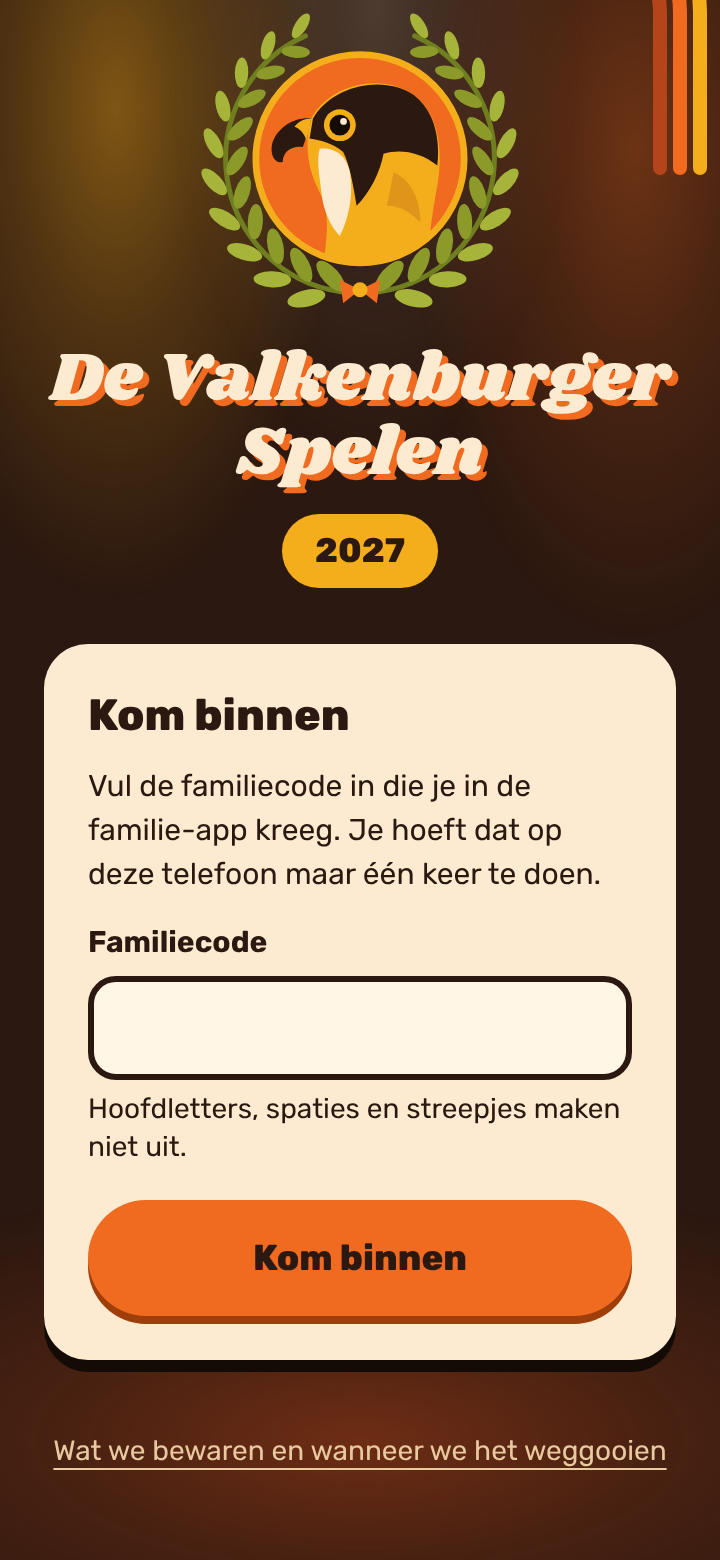 De Valkenburger
Spelen
2027
Kom binnen
Vul de familiecode in die je in de
familie-app kreeg. Je hoeft dat op
deze telefoon maar één keer te doen.
Familiecode
Hoofdletters, spaties en streepjes maken
niet uit.
Kom binnen
Wat we bewaren en wanneer we het weggooien